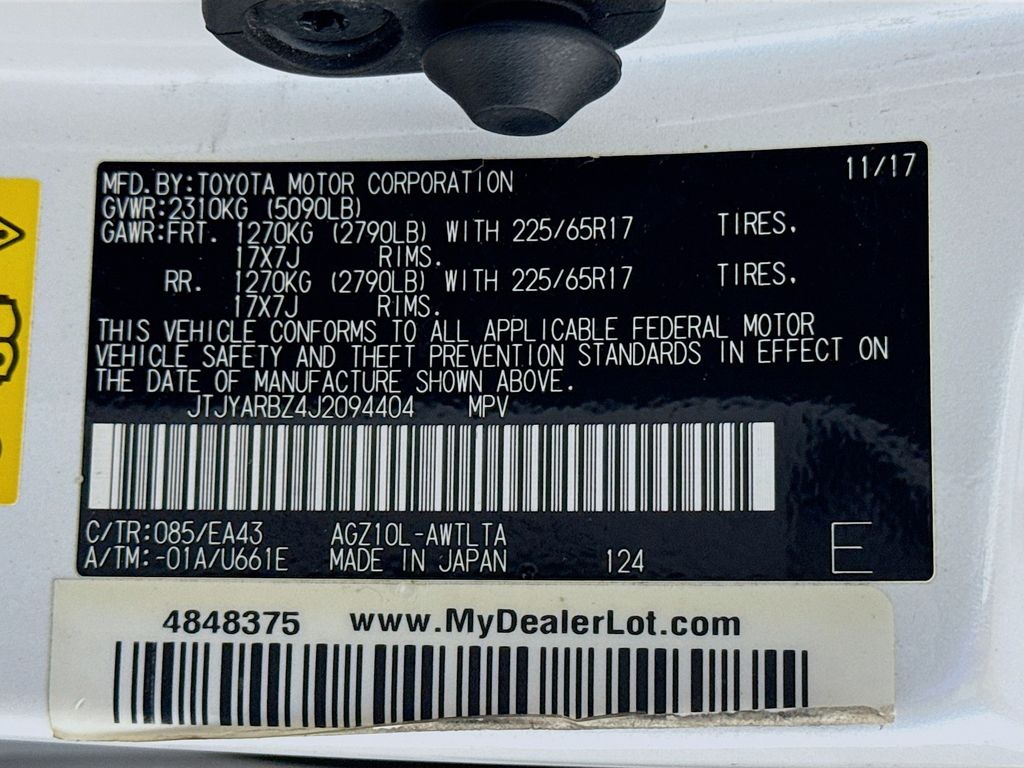 11/17
MFD.BY:TOYOTA MOTOR CORPORATION
GVWR:2310KG (5090LB)
GAWR:FRT. 1270KG (2790LB) WITH 225/65R17 TIRES.
17X7J RIMS.
RR. 1270KG (2790LB) WITH 225/65R17 TIRES.
17X7J RIMS.
THIS VEHICLE CONFORMS TO ALL APPLICABLE FEDERAL MOTOR
VEHICLE SAFETY AND THEFT PREVENTION STANDARDS IN EFFECT ON
THE DATE OF MANUFACTURE SHOWN ABOVE.
JTJYARBZ4J2094404 MPV
C/TR:085/EA43 AGZ10L-AWTLTA
A/TM:-01A/U661E MADE IN JAPAN 124 E
4848375 www.MyDealerLot.com